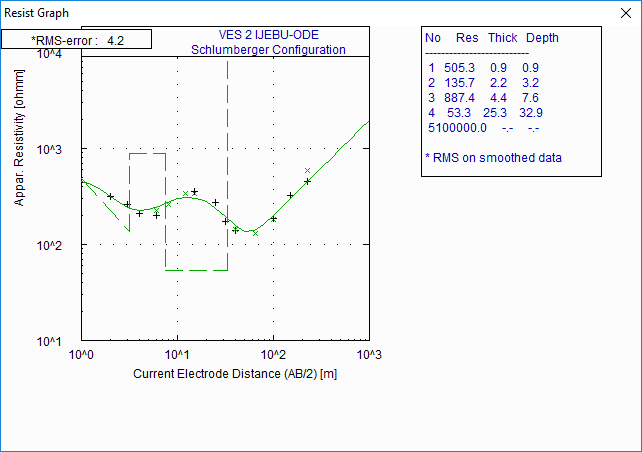 Resist Graph
*RMS-error : 4.2
VES 2 IJEBU-ODE
Schlumberger Configuration
10^4
10^3
10^2
10^1
Appar. Resistivity [ohmm]
10^0 10^1 10^2 10^3
Current Electrode Distance (AB/2) [m]
No Res Thick Depth
----------------------------
1 505.3 0.9 0.9
2 135.7 2.2 3.2
3 887.4 4.4 7.6
4 53.3 25.3 32.9
5100000.0 -.- -.-
* RMS on smoothed data